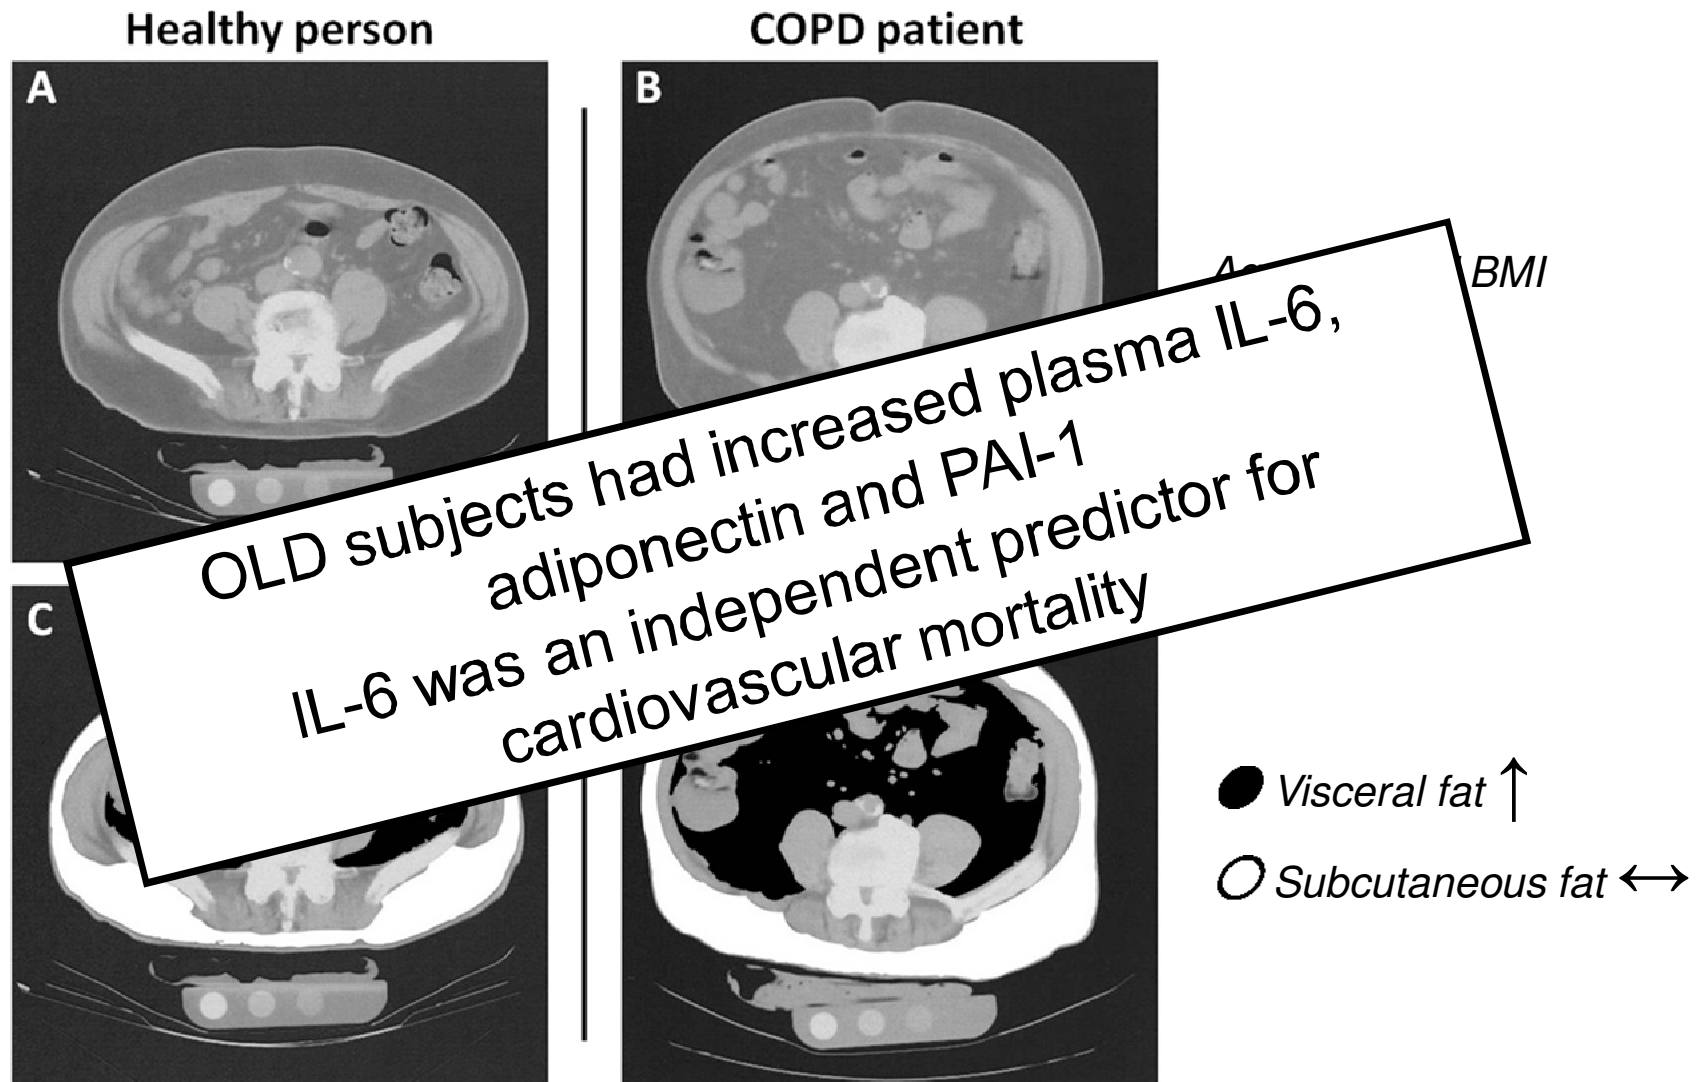 Healthy person
COPD patient
A
B
BMI
OLD subjects had increased plasma IL-6,
adiponectin and PAI-1
IL-6 was an independent predictor for
cardiovascular mortality
C
Visceral fat ↑
Subcutaneous fat ↔